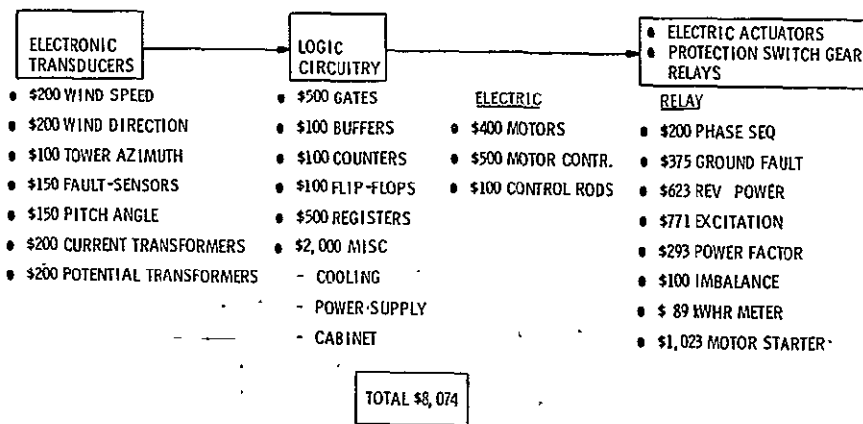 ELECTRONIC
TRANSDUCERS
LOGIC
CIRCUITRY
• ELECTRIC ACTUATORS
• PROTECTION SWITCH GEAR
RELAYS
• $200 WIND SPEED
• $200 WIND DIRECTION
• $100 TOWER AZIMUTH
• $150 FAULT-SENSORS
• $150 PITCH ANGLE
• $200 CURRENT TRANSFORMERS
• $200 POTENTIAL TRANSFORMERS
• $500 GATES
• $100 BUFFERS
• $100 COUNTERS
• $100 FLIP-FLOPS
• $500 REGISTERS
• $2,000 MISC
- COOLING
- POWER SUPPLY
- CABINET
ELECTRIC
• $400 MOTORS
• $500 MOTOR CONTR.
• $100 CONTROL RODS
RELAY
• $200 PHASE SEQ
• $375 GROUND FAULT
• $623 REV POWER
• $771 EXCITATION
• $293 POWER FACTOR
• $100 IMBALANCE
• $ 89 KWHR METER
• $1,023 MOTOR STARTER
TOTAL $8,074